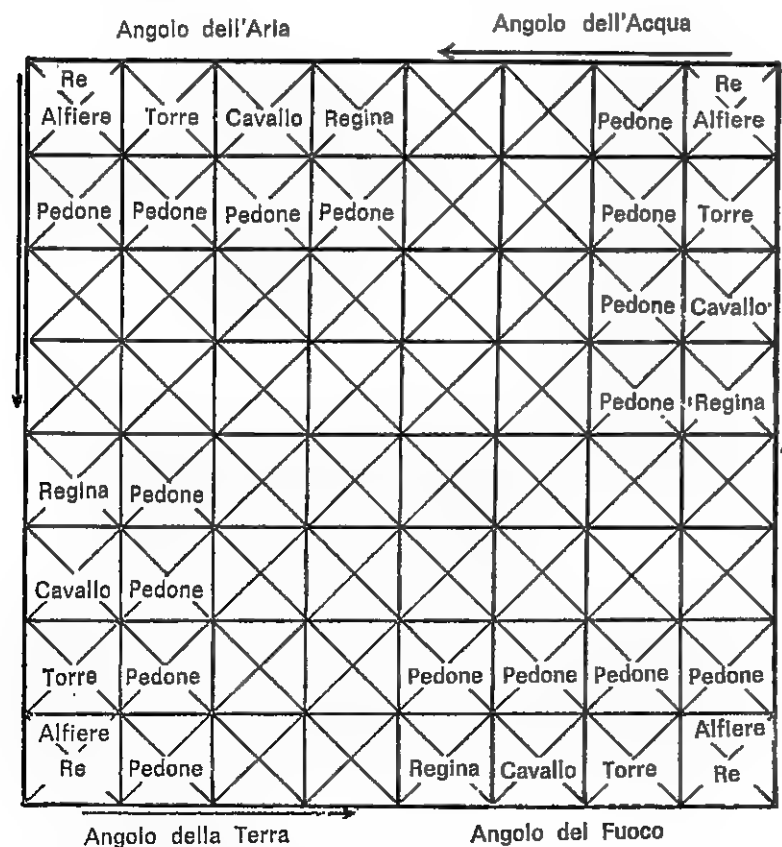 Angolo dell'Aria Angolo dell'Acqua
Re Re
Alfiere Torre Cavallo Regina Pedone Alfiere
Pedone Pedone Pedone Pedone Pedone Torre
Pedone Cavallo
Pedone Regina
Regina Pedone
Cavallo Pedone
Torre Pedone Pedone Pedone Pedone Pedone
Alfiere Alfiere
Re Pedone Regina Cavallo Torre Re
Angolo della Terra Angolo del Fuoco